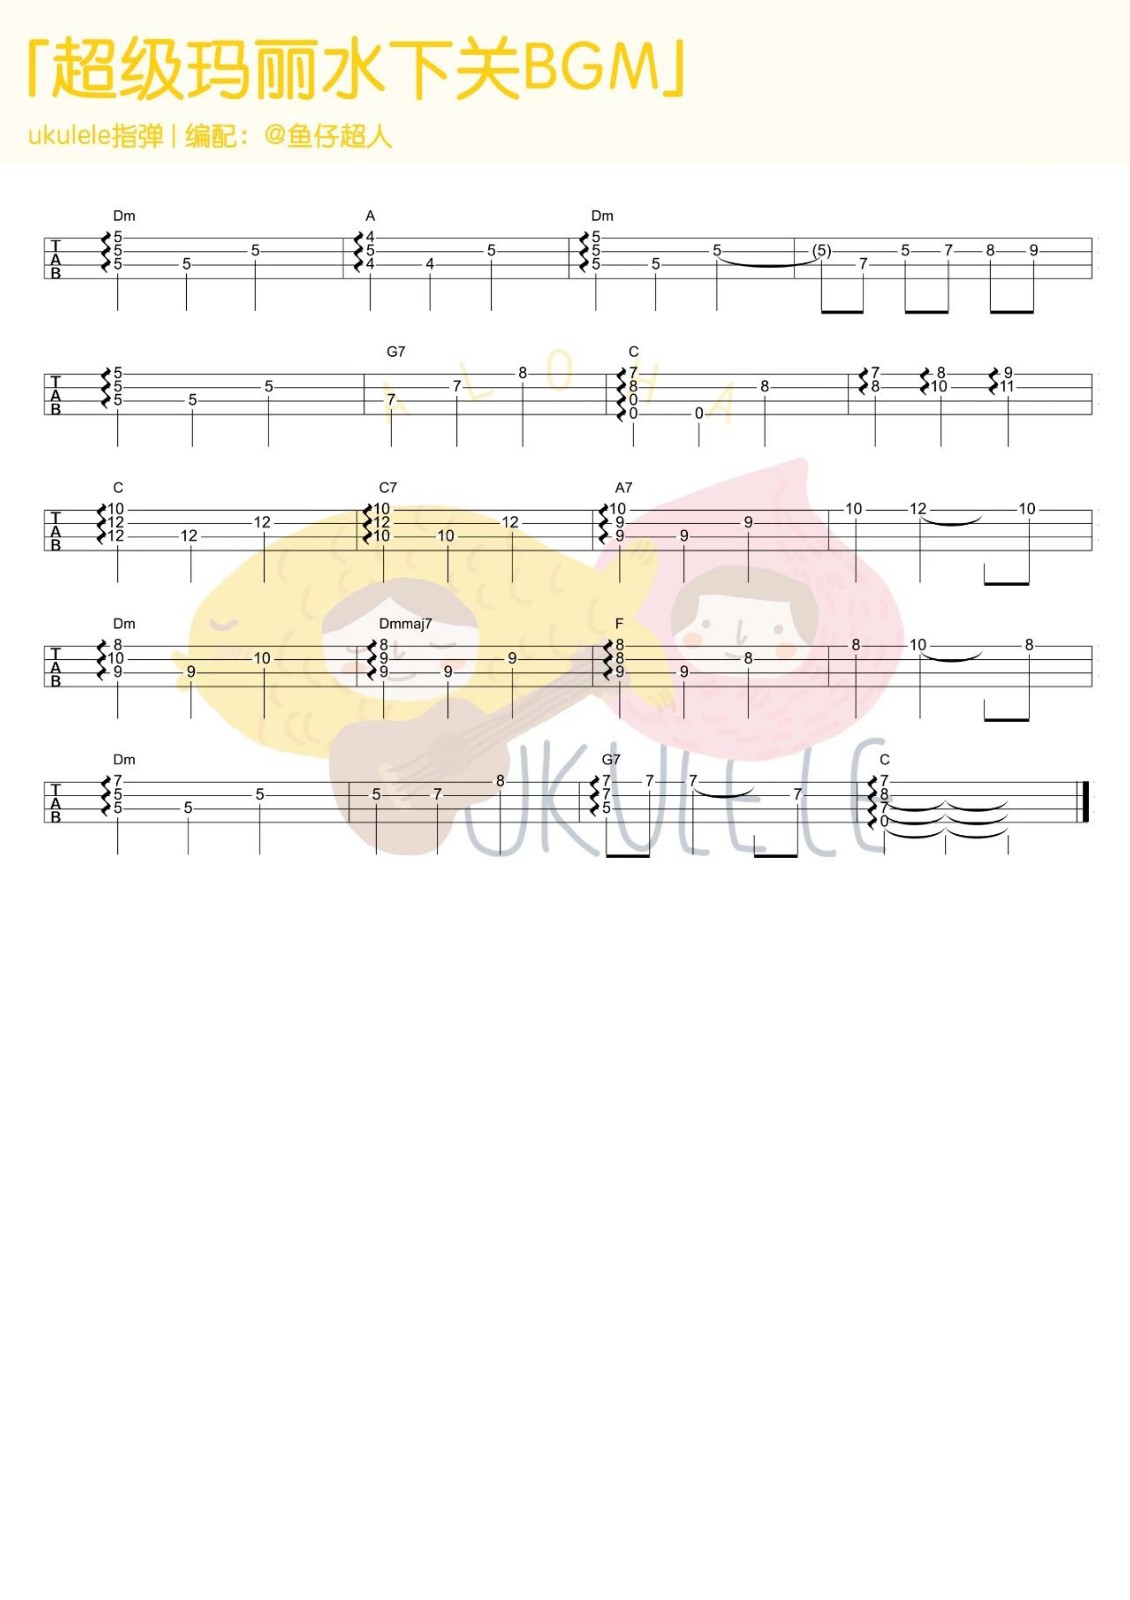 「超级玛丽水下关BGM」
ukulele指弹 | 编配：@鱼仔超人
Dm A Dm
T 5 4 5
A 5 5 5 5 5 5 (5) 5 7 8 9
B 5 5 4 4 5 5 7
G7 C
T 5 8 7 7 8 9
A 5 5 7 8 8 8 10 11
B 5 5 7 0
0 0
ALOHA
C C7 A7
T 10 10 10 10 12 10
A 12 12 12 12 9 9
B 12 12 10 10 9 9
Dm Dmmaj7 F
T 8 8 8 8 10 8
A 10 10 9 9 8 8
B 9 9 9 9 9 9
Dm G7 C
T 7 8 7 7 7 7
A 5 5 5 7 7 7 8
B 5 5 5 7
0
UKULELE